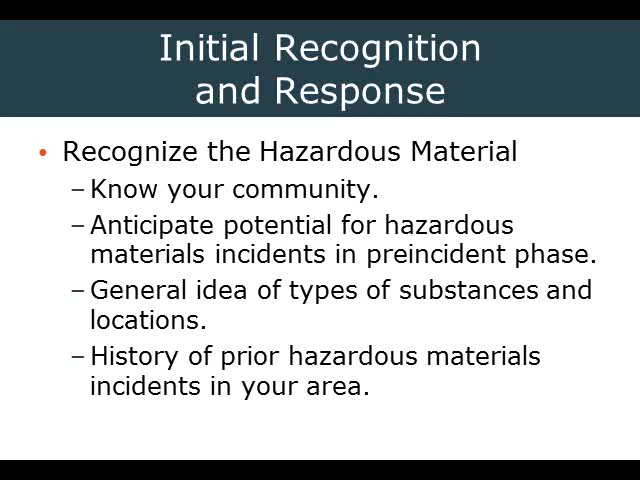 Initial Recognition
and Response
• Recognize the Hazardous Material
– Know your community.
– Anticipate potential for hazardous
materials incidents in preincident phase.
– General idea of types of substances and
locations.
– History of prior hazardous materials
incidents in your area.